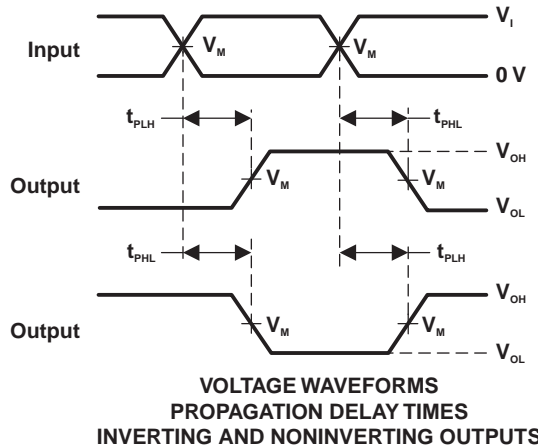 V_I
Input
V_M
V_M
0 V
t_PLH
t_PHL
V_OH
Output
V_M
V_M
V_OL
t_PHL
t_PLH
V_OH
Output
V_M
V_M
V_OL
VOLTAGE WAVEFORMS
PROPAGATION DELAY TIMES
INVERTING AND NONINVERTING OUTPUTS